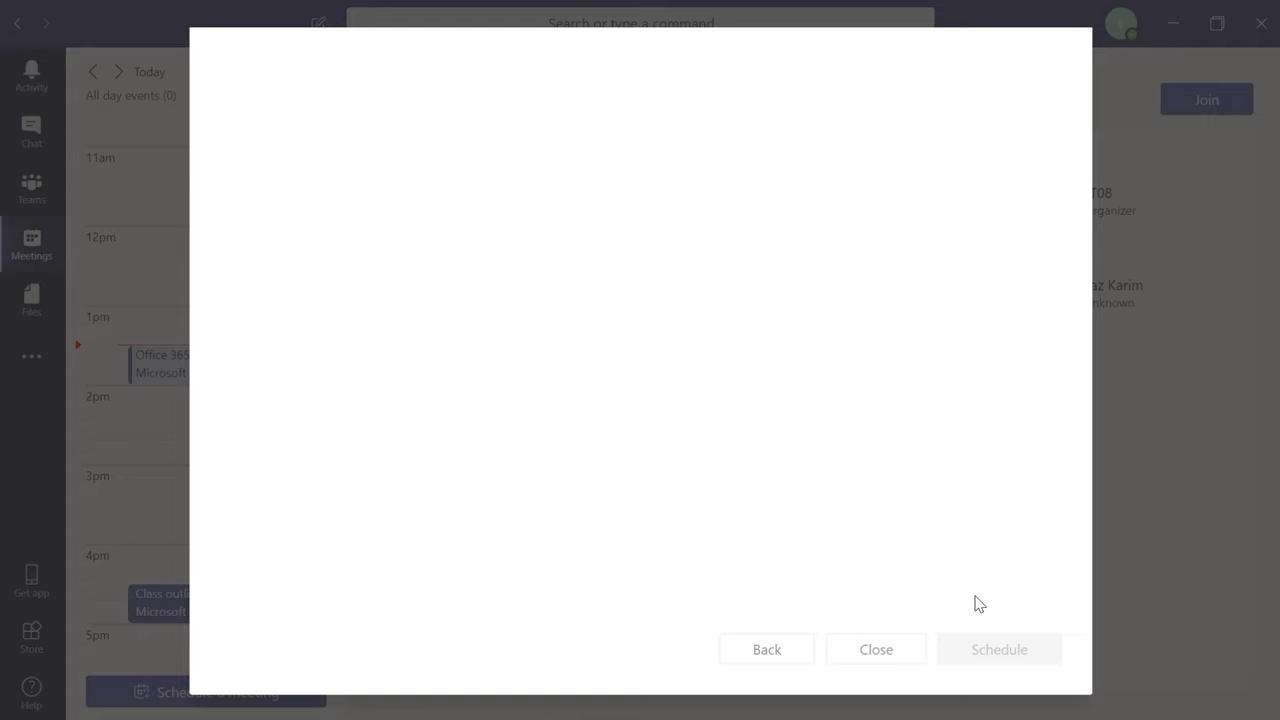 Search or type a command
Activity
Chat
Teams
Meetings
Files
Get app
Store
Help
Today
All day events (0)
11am
12pm
1pm
Office 365
Microsoft
2pm
3pm
4pm
Class outli
Microsoft
5pm
Schedule a meeting
Join
T08
rganizer
az Karim
nknown
Back
Close
Schedule